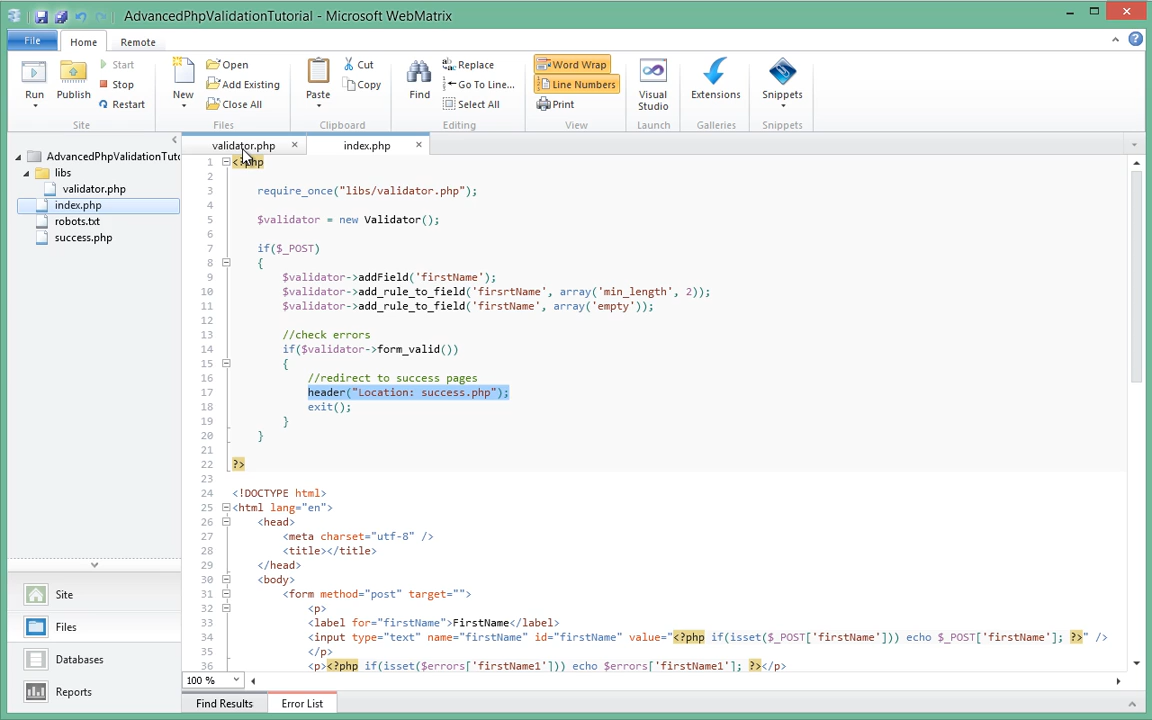 AdvancedPhpValidationTutorial - Microsoft WebMatrix
File Home Remote
Run Publish Start Stop Restart Site
New Open Add Existing Close All Files
Paste Cut Copy Clipboard
Find Replace Go To Line... Select All Editing
Word Wrap Line Numbers Print View
Visual Studio Launch
Extensions Galleries
Snippets Snippets
AdvancedPhpValidationTuto
libs
validator.php
index.php
robots.txt
success.php
Site
Files
Databases
Reports
validator.php index.php
1 <?php
2
3 require_once("libs/validator.php");
4
5 $validator = new Validator();
6
7 if($_POST)
8 {
9 $validator->addField('firstName');
10 $validator->add_rule_to_field('firsrtName', array('min_length', 2));
11 $validator->add_rule_to_field('firstName', array('empty'));
12
13 //check errors
14 if($validator->form_valid())
15 {
16 //redirect to success pages
17 header("Location: success.php");
18 exit();
19 }
20 }
21
22 ?>
23
24 <!DOCTYPE html>
25 <html lang="en">
26 <head>
27 <meta charset="utf-8" />
28 <title></title>
29 </head>
30 <body>
31 <form method="post" target="">
32 <p>
33 <label for="firstName">FirstName</label>
34 <input type="text" name="firstName" id="firstName" value="<?php if(isset($_POST['firstName'])) echo $_POST['firstName']; ?>" />
35 </p>
36 <p><?php if(isset($errors['firstName1'])) echo $errors['firstName1']; ?></p>
100 %
Find Results Error List